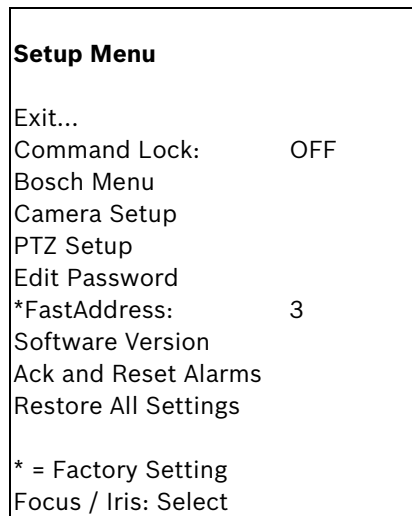 Setup Menu
Exit...
Command Lock: OFF
Bosch Menu
Camera Setup
PTZ Setup
Edit Password
*FastAddress: 3
Software Version
Ack and Reset Alarms
Restore All Settings
* = Factory Setting
Focus / Iris: Select